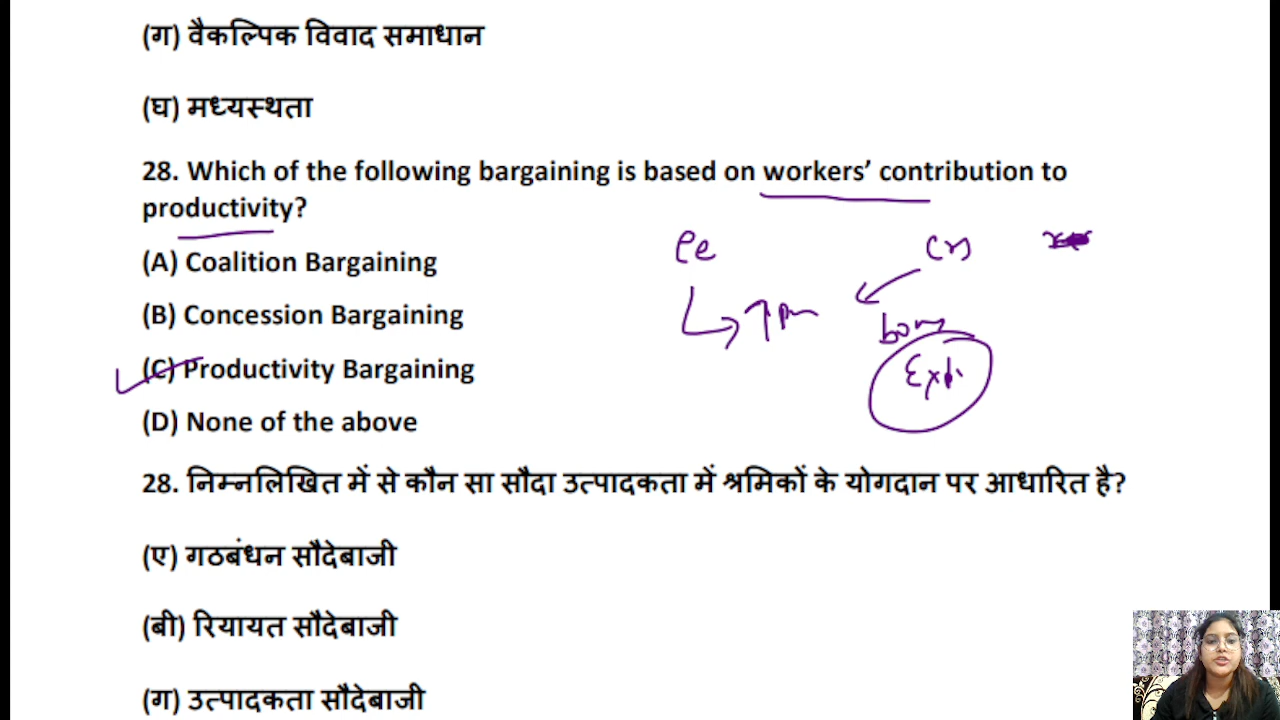 (ग) वैकल्पिक विवाद समाधान
(घ) मध्यस्थता
28. Which of the following bargaining is based on workers’ contribution to
productivity?
(A) Coalition Bargaining
(B) Concession Bargaining
(C) Productivity Bargaining
(D) None of the above
28. निम्नलिखित में से कौन सा सौदा उत्पादकता में श्रमिकों के योगदान पर आधारित है?
(ए) गठबंधन सौदेबाजी
(बी) रियायत सौदेबाजी
(ग) उत्पादकता सौदेबाजी